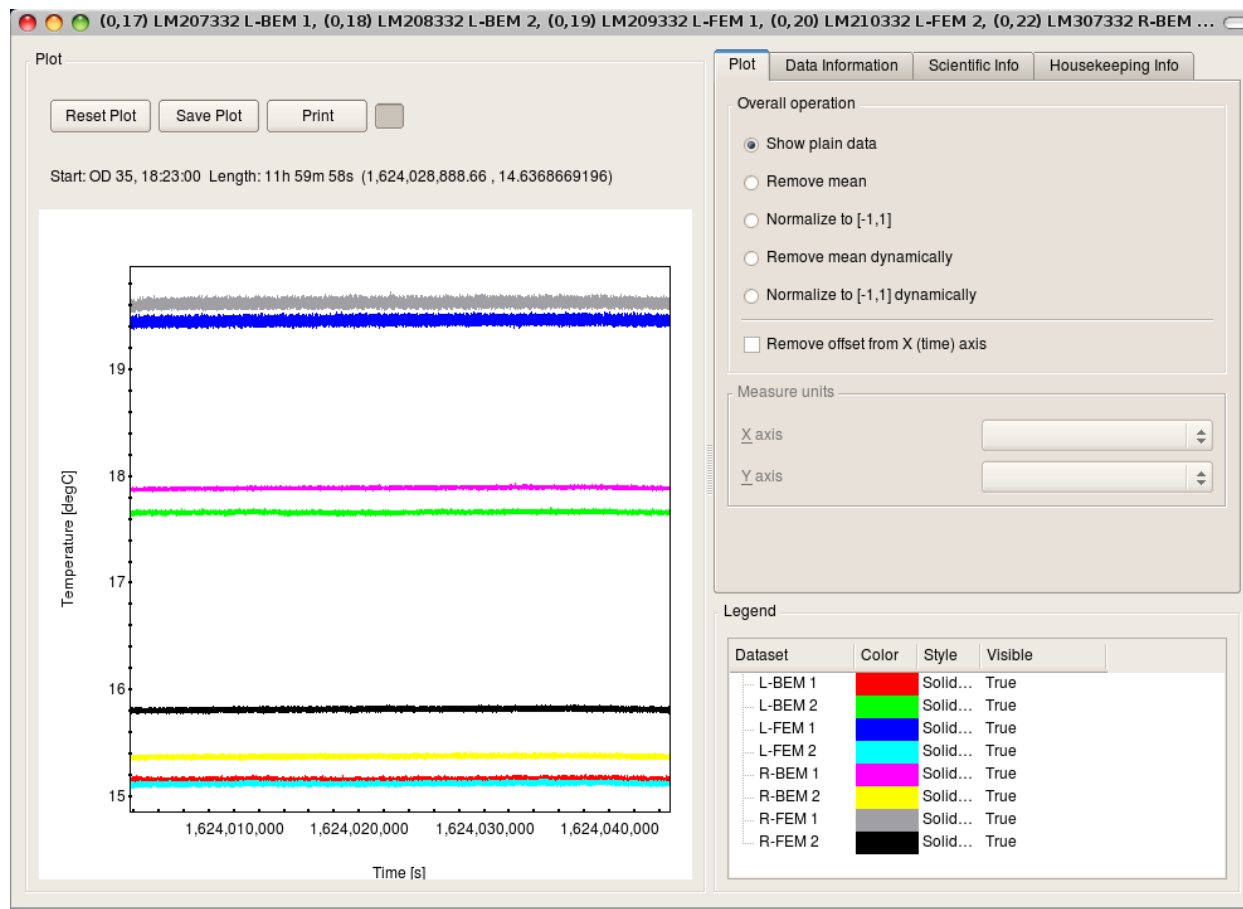 (0,17) LM207332 L-BEM 1, (0,18) LM208332 L-BEM 2, (0,19) LM209332 L-FEM 1, (0,20) LM210332 L-FEM 2, (0,22) LM307332 R-BEM ...
Plot
Reset Plot Save Plot Print
Start: OD 35, 18:23:00 Length: 11h 59m 58s (1,624,028,888.66 , 14.6368669196)
Temperature [degC]
19
18
17
16
15
1,624,010,000 1,624,020,000 1,624,030,000 1,624,040,000
Time [s]
Plot Data Information Scientific Info Housekeeping Info
Overall operation
Show plain data
Remove mean
Normalize to [-1,1]
Remove mean dynamically
Normalize to [-1,1] dynamically
Remove offset from X (time) axis
Measure units
X axis
Y axis
Legend
Dataset Color Style Visible
L-BEM 1 Solid... True
L-BEM 2 Solid... True
L-FEM 1 Solid... True
L-FEM 2 Solid... True
R-BEM 1 Solid... True
R-BEM 2 Solid... True
R-FEM 1 Solid... True
R-FEM 2 Solid... True